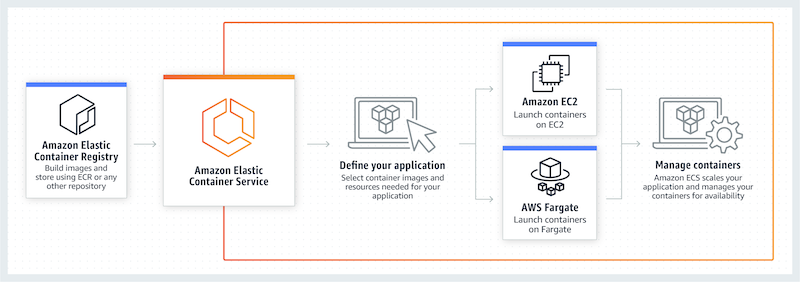 Amazon Elastic
Container Registry
Build images and
store using ECR or any
other repository
Amazon Elastic
Container Service
Define your application
Select container images and
resources needed for your
application
Amazon EC2
Launch containers
on EC2
AWS Fargate
Launch containers
on Fargate
Manage containers
Amazon ECS scales your
application and manages your
containers for availability